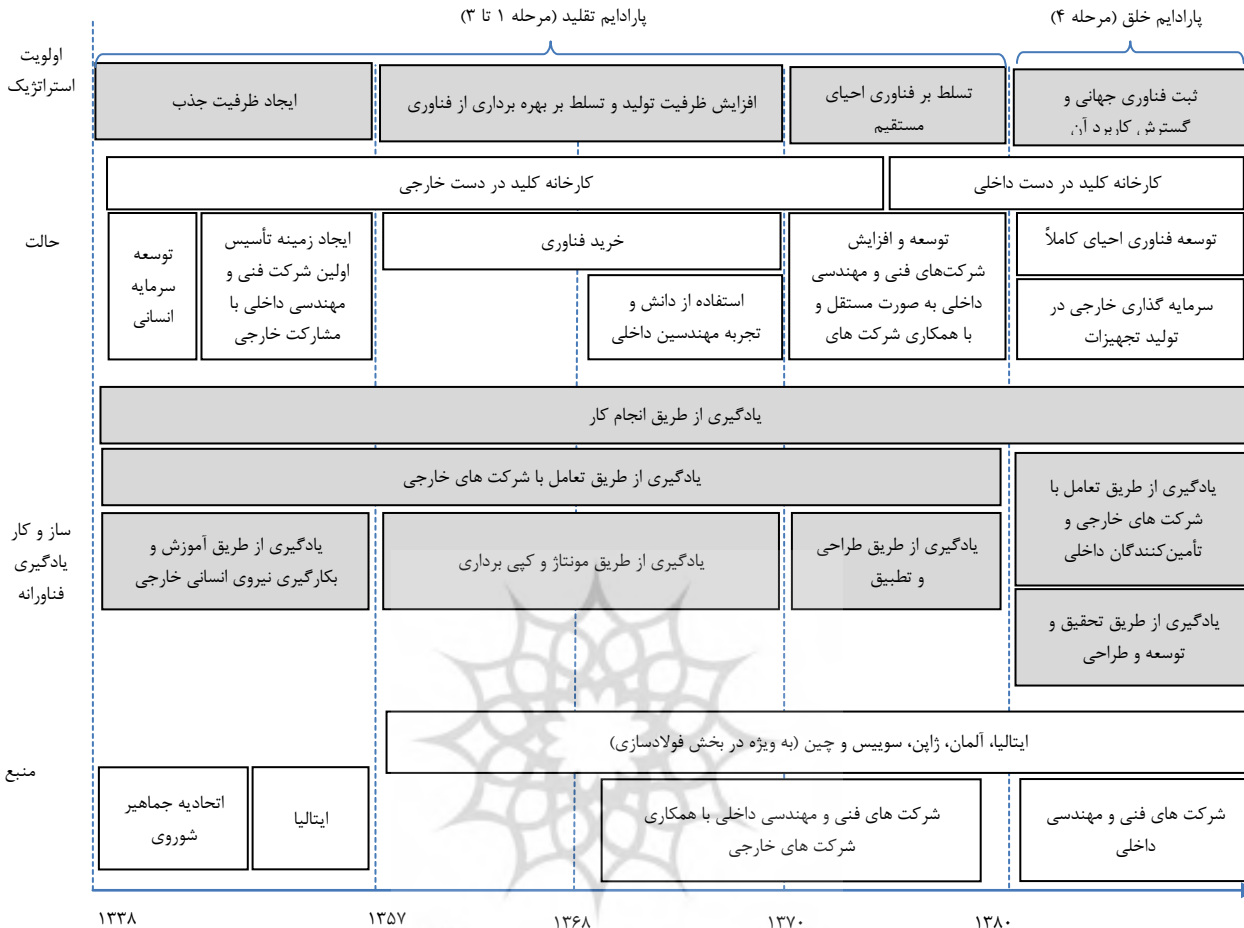 پارادایم خلق (مرحله ۴)
پارادایم تقلید (مرحله ۱ تا ۳)
اولویت
استراتژیک
ایجاد ظرفیت جذب
افزایش ظرفیت تولید و تسلط بر بهره برداری از فناوری
تسلط بر فناوری احیای
مستقیم
ثبت فناوری جهانی و
گسترش کاربرد آن
کارخانه کلید در دست خارجی
کارخانه کلید در دست داخلی
حالت
توسعه
سرمایه
انسانی
ایجاد زمینه تأسیس
اولین شرکت فنی و
مهندسی داخلی با
مشارکت خارجی
خرید فناوری
استفاده از دانش و
تجربه مهندسین داخلی
توسعه و افزایش
شرکت‌های فنی و مهندسی
داخلی به صورت مستقل و
با همکاری شرکت های
توسعه فناوری احیای کاملاً
سرمایه گذاری خارجی در
تولید تجهیزات
ساز و کار
یادگیری
فناورانه
یادگیری از طریق انجام کار
یادگیری از طریق تعامل با شرکت های خارجی
یادگیری از طریق آموزش و
بکارگیری نیروی انسانی خارجی
یادگیری از طریق مونتاژ و کپی برداری
یادگیری از طریق طراحی
و تطبیق
یادگیری از طریق تعامل با
شرکت های خارجی و
تأمین‌کنندگان داخلی
یادگیری از طریق تحقیق و
توسعه و طراحی
منبع
ایتالیا، آلمان، ژاپن، سوییس و چین (به ویژه در بخش فولادسازی)
اتحادیه جماهیر
شوروی
ایتالیا
شرکت های فنی و مهندسی داخلی با همکاری
شرکت های خارجی
شرکت های فنی و مهندسی
داخلی
۱۳۳۸
۱۳۵۷
۱۳۶۸
۱۳۷۰
۱۳۸۰